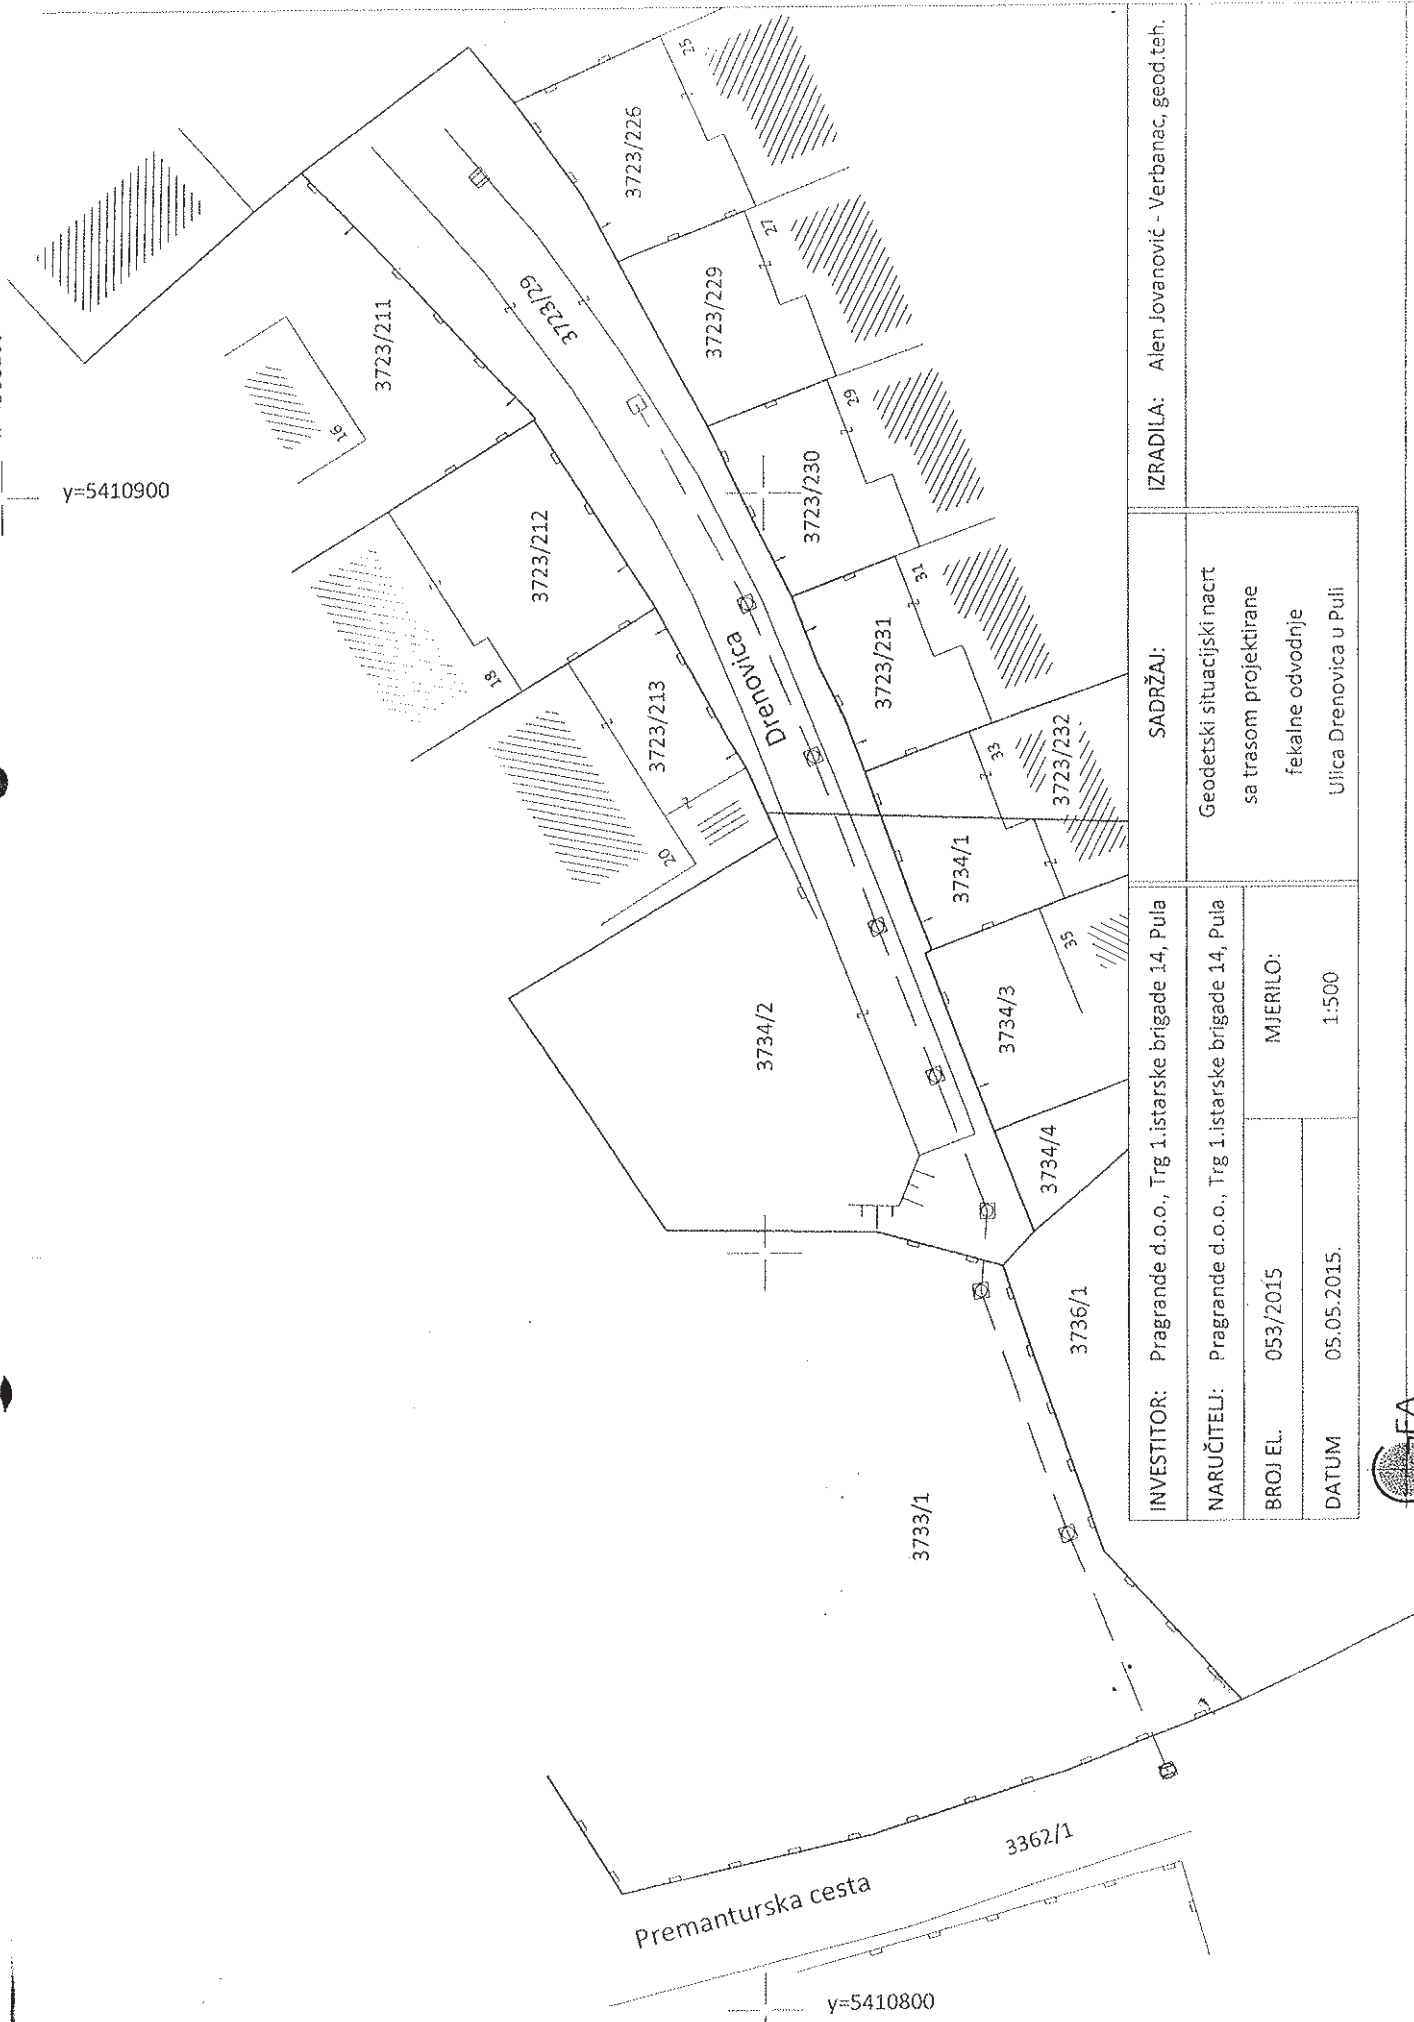 y=5410900
25
3723/226
3723/211
3723/29
27
3723/229
16
29
3723/230
3723/212
31
18
3723/231
Drenovica
3723/213
33
3723/232
20
3734/1
35
3734/2
3734/3
3734/4
3736/1
3733/1
3362/1
Premanturska cesta
y=5410800
INVESTITOR: Pragrande d.o.o., Trg 1.istarske brigade 14, Pula
NARUČITELJ: Pragrande d.o.o., Trg 1.istarske brigade 14, Pula
BROJ EL. 053/2015
DATUM 05.05.2015.
MJERILO:
1:500
SADRŽAJ:
Geodetski situacijski nacrt
sa trasom projektirane
fekalne odvodnje
Ulica Drenovica u Puli
IZRADILA: Alen Jovanović - Verbanac, geod.teh.